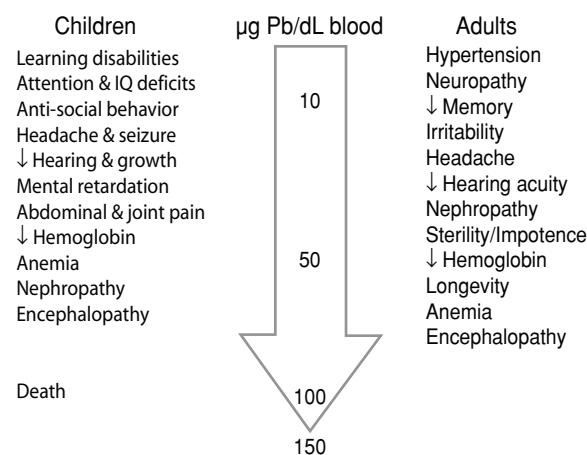 Children
Learning disabilities
Attention & IQ deficits
Anti-social behavior
Headache & seizure
↓ Hearing & growth
Mental retardation
Abdominal & joint pain
↓ Hemoglobin
Anemia
Nephropathy
Encephalopathy
Death
µg Pb/dL blood
10
50
100
150
Adults
Hypertension
Neuropathy
↓ Memory
Irritability
Headache
↓ Hearing acuity
Nephropathy
Sterility/Impotence
↓ Hemoglobin
Longevity
Anemia
Encephalopathy